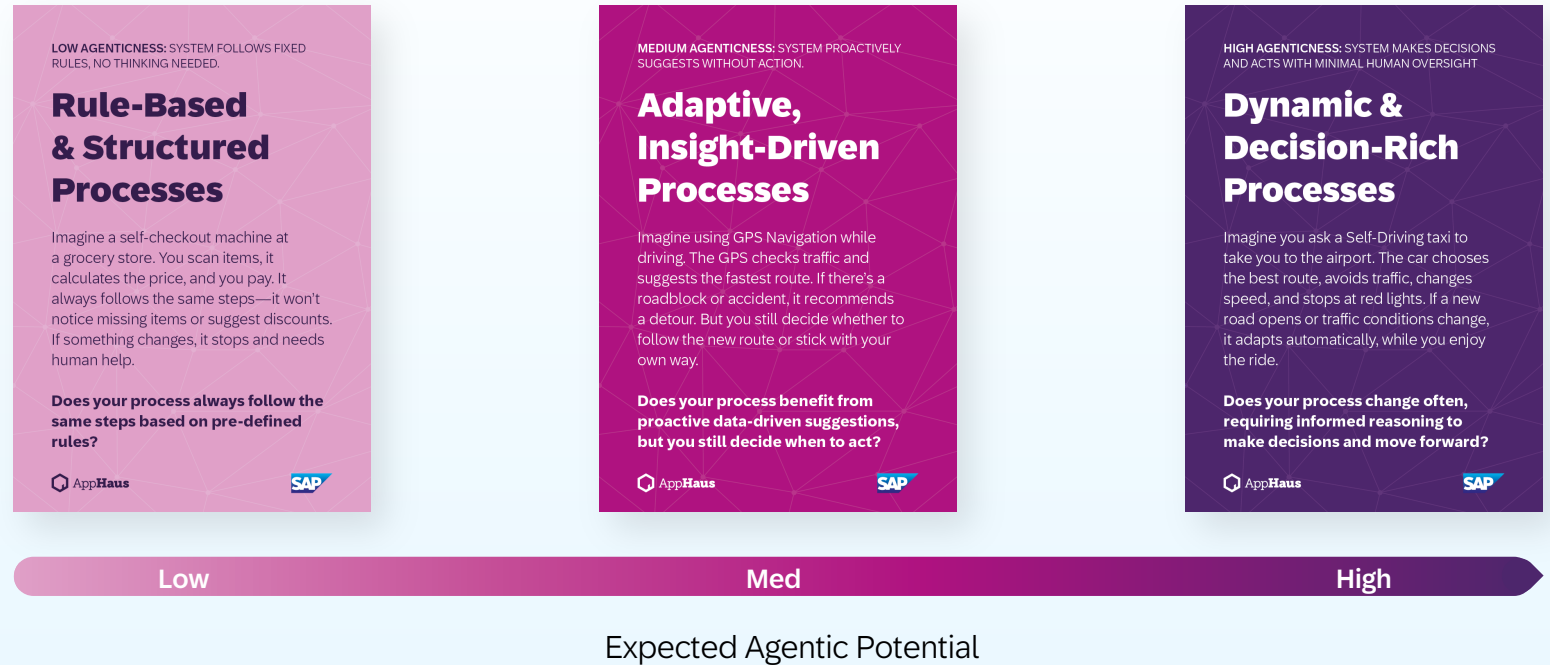 LOW AGENTICNESS: SYSTEM FOLLOWS FIXED
RULES, NO THINKING NEEDED.
Rule-Based
& Structured
Processes
Imagine a self-checkout machine at
a grocery store. You scan items, it
calculates the price, and you pay. It
always follows the same steps—it won't
notice missing items or suggest discounts.
If something changes, it stops and needs
human help.
Does your process always follow the
same steps based on pre-defined
rules?
AppHaus
SAP
MEDIUM AGENTICNESS: SYSTEM PROACTIVELY
SUGGESTS WITHOUT ACTION.
Adaptive,
Insight-Driven
Processes
Imagine using GPS Navigation while
driving. The GPS checks traffic and
suggests the fastest route. If there's a
roadblock or accident, it recommends
a detour. But you still decide whether to
follow the new route or stick with your
own way.
Does your process benefit from
proactive data-driven suggestions,
but you still decide when to act?
AppHaus
SAP
HIGH AGENTICNESS: SYSTEM MAKES DECISIONS
AND ACTS WITH MINIMAL HUMAN OVERSIGHT
Dynamic &
Decision-Rich
Processes
Imagine you ask a Self-Driving taxi to
take you to the airport. The car chooses
the best route, avoids traffic, changes
speed, and stops at red lights. If a new
road opens or traffic conditions change,
it adapts automatically, while you enjoy
the ride.
Does your process change often,
requiring informed reasoning to
make decisions and move forward?
AppHaus
SAP
Low
Med
High
Expected Agentic Potential